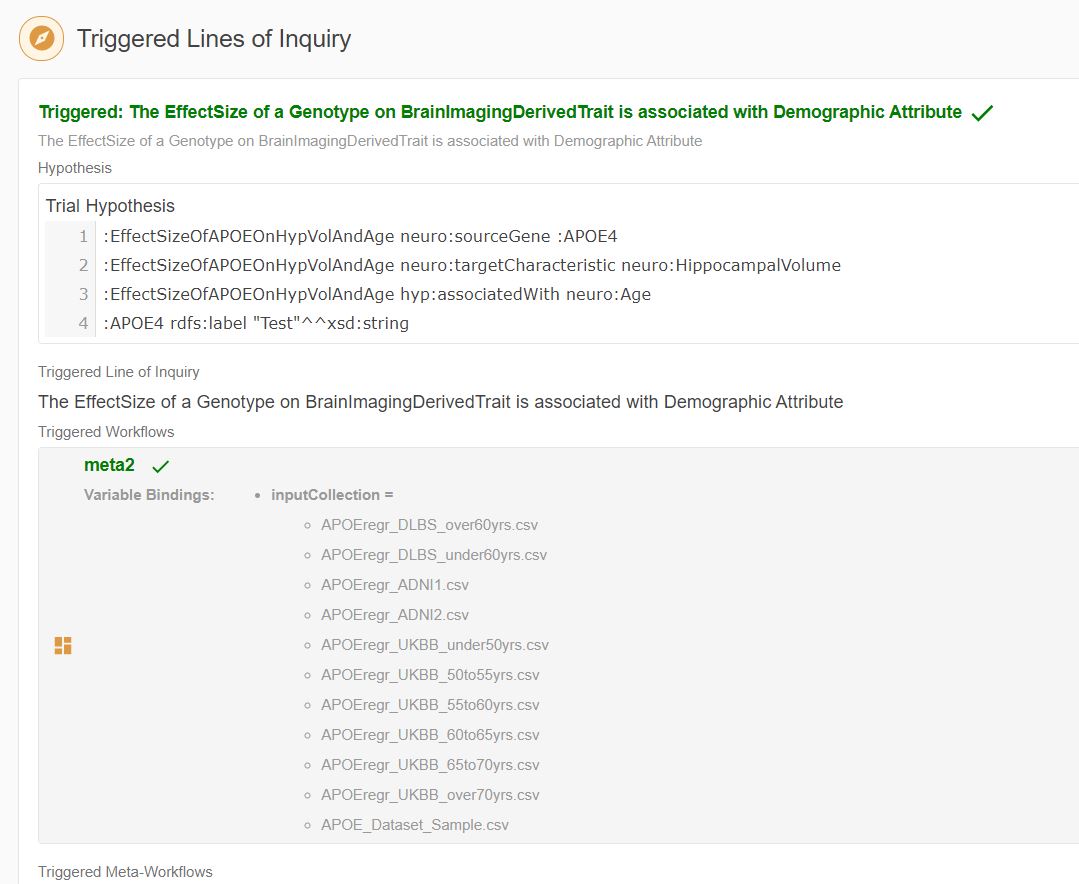 Triggered Lines of Inquiry
Triggered: The EffectSize of a Genotype on BrainImagingDerivedTrait is associated with Demographic Attribute
The EffectSize of a Genotype on BrainImagingDerivedTrait is associated with Demographic Attribute
Hypothesis
Trial Hypothesis
1 :EffectSizeOfAPOEOnHypVolAndAge neuro:sourceGene :APOE4
2 :EffectSizeOfAPOEOnHypVolAndAge neuro:targetCharacteristic neuro:HippocampalVolume
3 :EffectSizeOfAPOEOnHypVolAndAge hyp:associatedWith neuro:Age
4 :APOE4 rdfs:label "Test"^^xsd:string
Triggered Line of Inquiry
The EffectSize of a Genotype on BrainImagingDerivedTrait is associated with Demographic Attribute
Triggered Workflows
meta2
Variable Bindings: • inputCollection =
APOEregr_DLBS_over60yrs.csv
APOEregr_DLBS_under60yrs.csv
APOEregr_ADNI1.csv
APOEregr_ADNI2.csv
APOEregr_UKBB_under50yrs.csv
APOEregr_UKBB_50to55yrs.csv
APOEregr_UKBB_55to60yrs.csv
APOEregr_UKBB_60to65yrs.csv
APOEregr_UKBB_65to70yrs.csv
APOEregr_UKBB_over70yrs.csv
APOE_Dataset_Sample.csv
Triggered Meta-Workflows